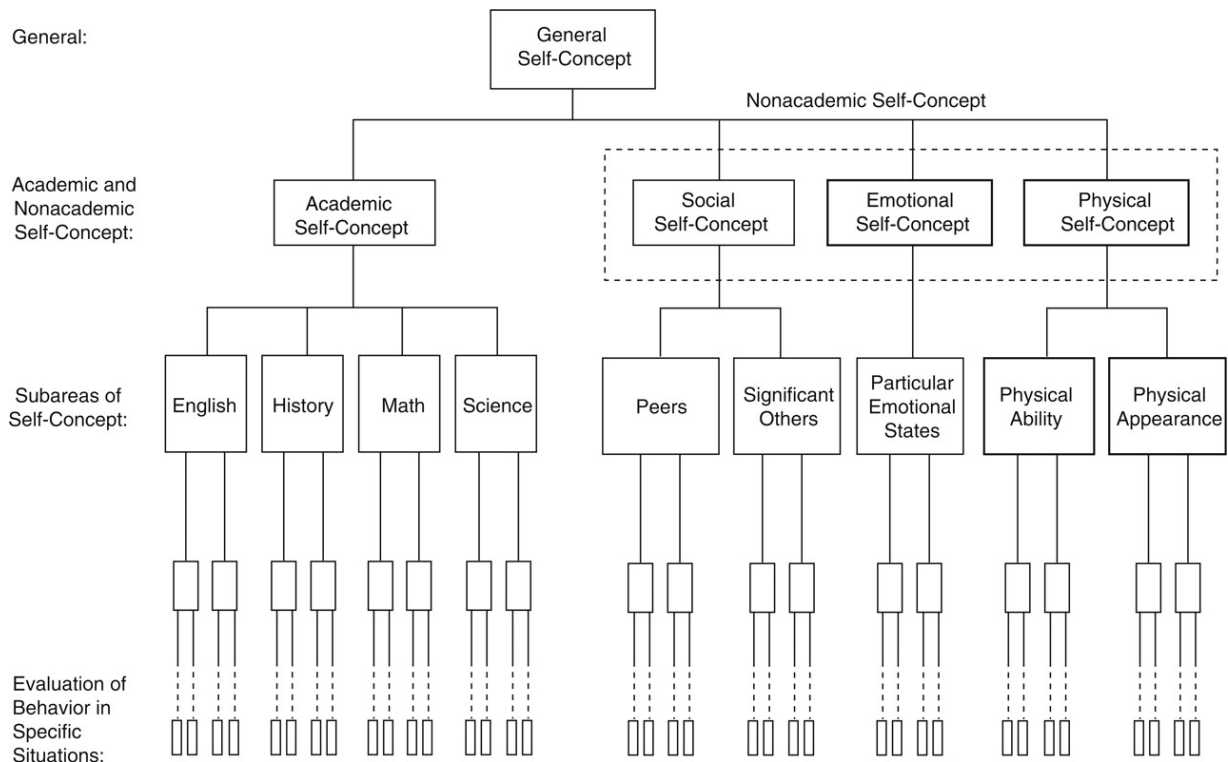 General:
General
Self-Concept
Nonacademic Self-Concept
Academic and
Nonacademic
Self-Concept:
Academic
Self-Concept
Social
Self-Concept
Emotional
Self-Concept
Physical
Self-Concept
Subareas of
Self-Concept:
English
History
Math
Science
Peers
Significant
Others
Particular
Emotional
States
Physical
Ability
Physical
Appearance
Evaluation of
Behavior in
Specific
Situations: